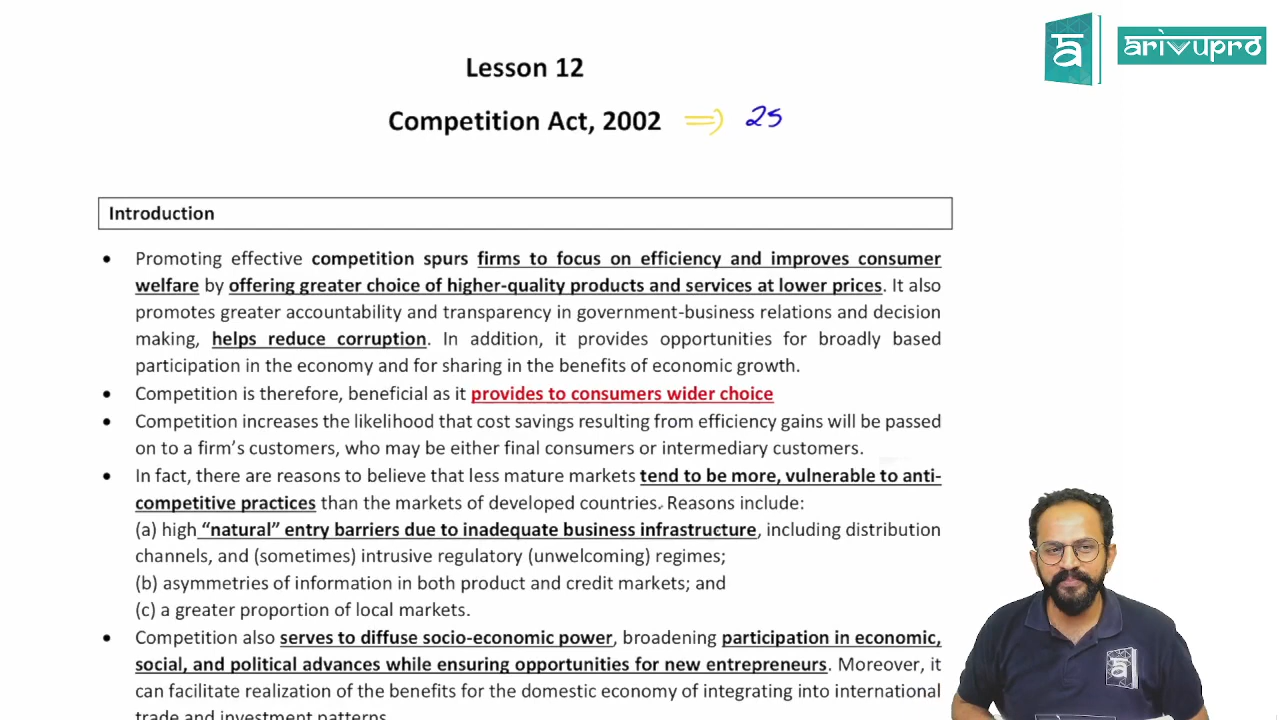 arivupro
Lesson 12
Competition Act, 2002 => 25
Introduction
• Promoting effective competition spurs firms to focus on efficiency and improves consumer
welfare by offering greater choice of higher-quality products and services at lower prices. It also
promotes greater accountability and transparency in government-business relations and decision
making, helps reduce corruption. In addition, it provides opportunities for broadly based
participation in the economy and for sharing in the benefits of economic growth.
• Competition is therefore, beneficial as it provides to consumers wider choice
• Competition increases the likelihood that cost savings resulting from efficiency gains will be passed
on to a firm's customers, who may be either final consumers or intermediary customers.
• In fact, there are reasons to believe that less mature markets tend to be more, vulnerable to anti-
competitive practices than the markets of developed countries. Reasons include:
(a) high "natural" entry barriers due to inadequate business infrastructure, including distribution
channels, and (sometimes) intrusive regulatory (unwelcoming) regimes;
(b) asymmetries of information in both product and credit markets; and
(c) a greater proportion of local markets.
• Competition also serves to diffuse socio-economic power, broadening participation in economic,
social, and political advances while ensuring opportunities for new entrepreneurs. Moreover, it
can facilitate realization of the benefits for the domestic economy of integrating into international
trade and investment patterns.